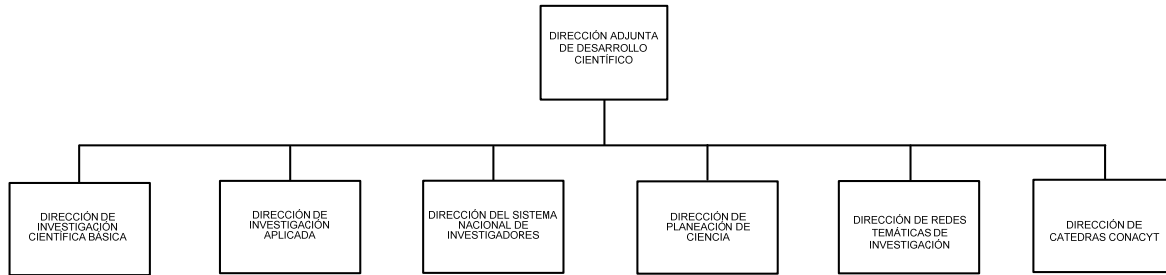 DIRECCIÓN ADJUNTA
DE DESARROLLO
CIENTÍFICO
DIRECCIÓN DE
INVESTIGACIÓN
CIENTÍFICA BÁSICA
DIRECCIÓN DE
INVESTIGACIÓN
APLICADA
DIRECCIÓN DEL SISTEMA
NACIONAL DE
INVESTIGADORES
DIRECCIÓN DE
PLANEACIÓN DE
CIENCIA
DIRECCIÓN DE REDES
TEMÁTICAS DE
INVESTIGACIÓN
DIRECCIÓN DE
CATEDRAS CONACYT